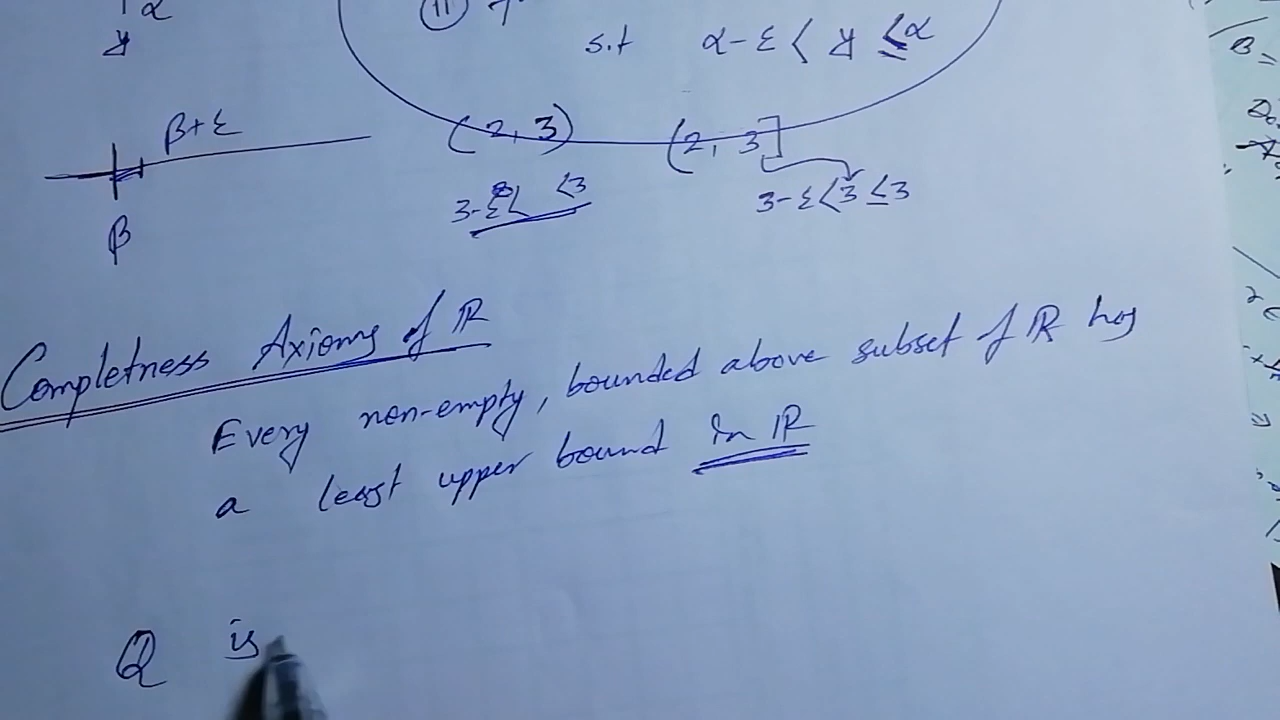 α
y
(ii)
s.t α-ε < y ≤ α
β+ε
(2, 3) (2, 3]
3-ε< <3 3-ε<3≤3
β
Completness Axioms of ℝ
Every non-empty, bounded above subset of ℝ has
a least upper bound in ℝ
Q is